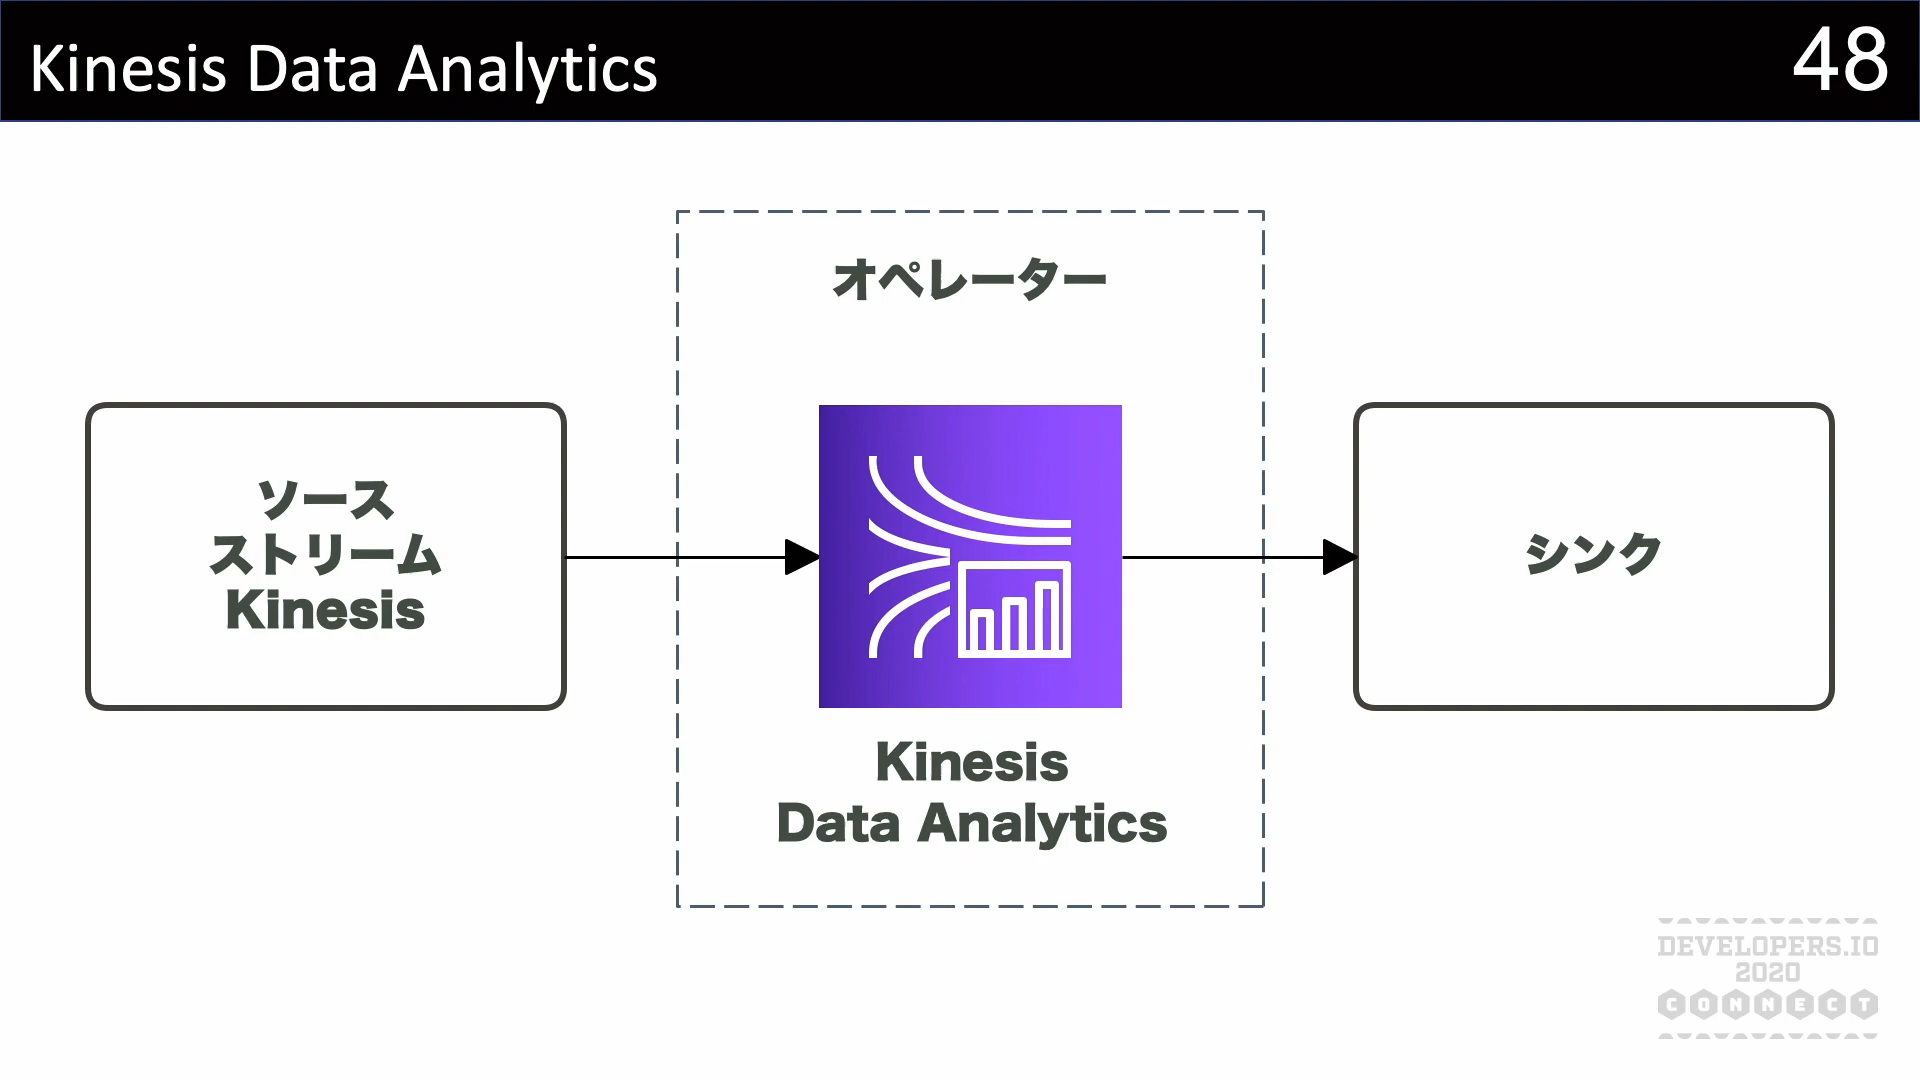 Kinesis Data Analytics
48
オペレーター
ソース
ストリーム
Kinesis
シンク
Kinesis
Data Analytics
DEVELOPERS.IO
2020
CONNECT